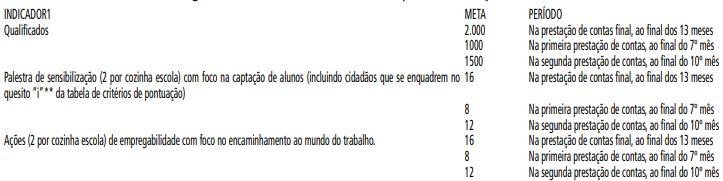 INDICADOR1 META PERÍODO
Qualificados 2.000 Na prestação de contas final, ao final dos 13 meses
1000 Na primeira prestação de contas, ao final do 7º mês
1500 Na segunda prestação de contas, ao final do 10º mês
Palestra de sensibilização (2 por cozinha escola) com foco na captação de alunos (incluindo cidadãos que se enquadrem no 16 Na prestação de contas final, ao final dos 13 meses
quesito "i"** da tabela de critérios de pontuação)
8 Na primeira prestação de contas, ao final do 7º mês
12 Na segunda prestação de contas, ao final do 10º mês
Ações (2 por cozinha escola) de empregabilidade com foco no encaminhamento ao mundo do trabalho. 16 Na prestação de contas final, ao final dos 13 meses
8 Na primeira prestação de contas, ao final do 7º mês
12 Na segunda prestação de contas, ao final do 10º mês